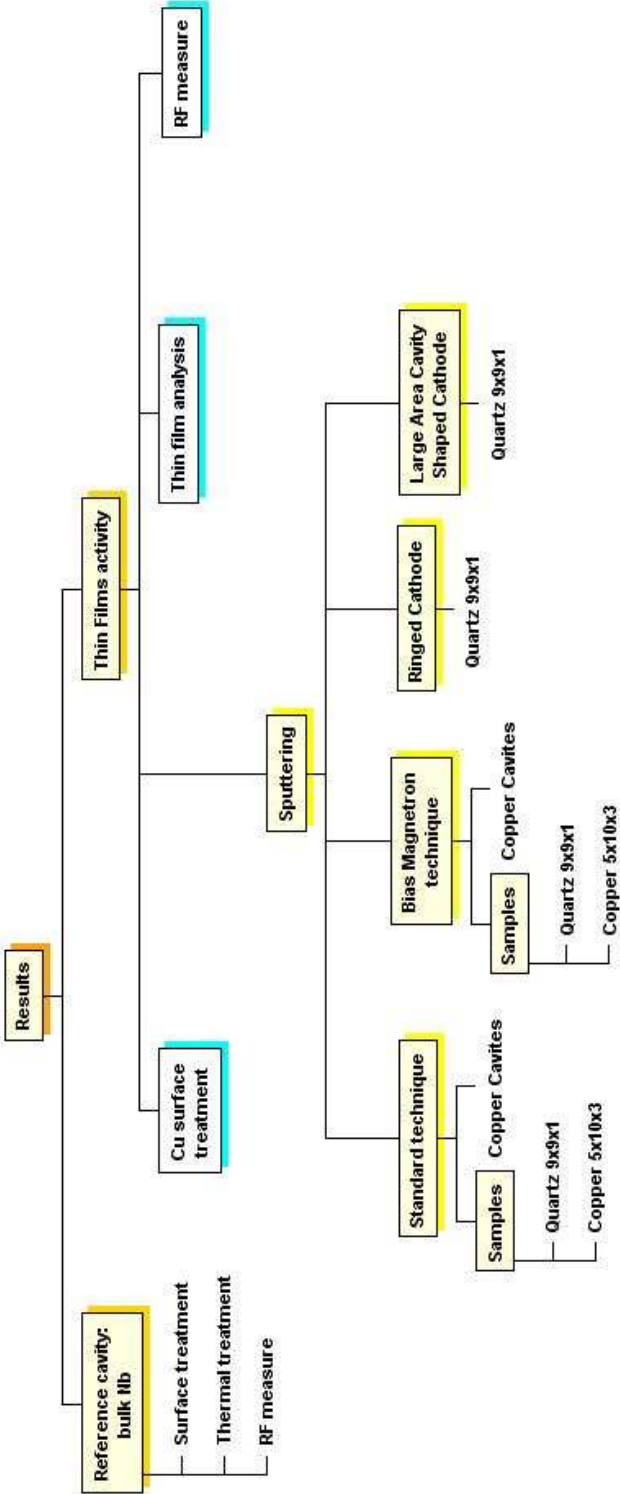 Results
Reference cavity:
bulk Nb
Surface treatment
Thermal treatment
RF measure
Thin Films activity
Cu surface
treatment
Sputtering
Standard technique
Samples
Quartz 9x9x1
Copper 5x10x3
Copper Cavites
Bias Magnetron
technique
Samples
Quartz 9x9x1
Copper 5x10x3
Copper Cavites
Ringed Cathode
Quartz 9x9x1
Large Area Cavity
Shaped Cathode
Quartz 9x9x1
Thin film analysis
RF measure